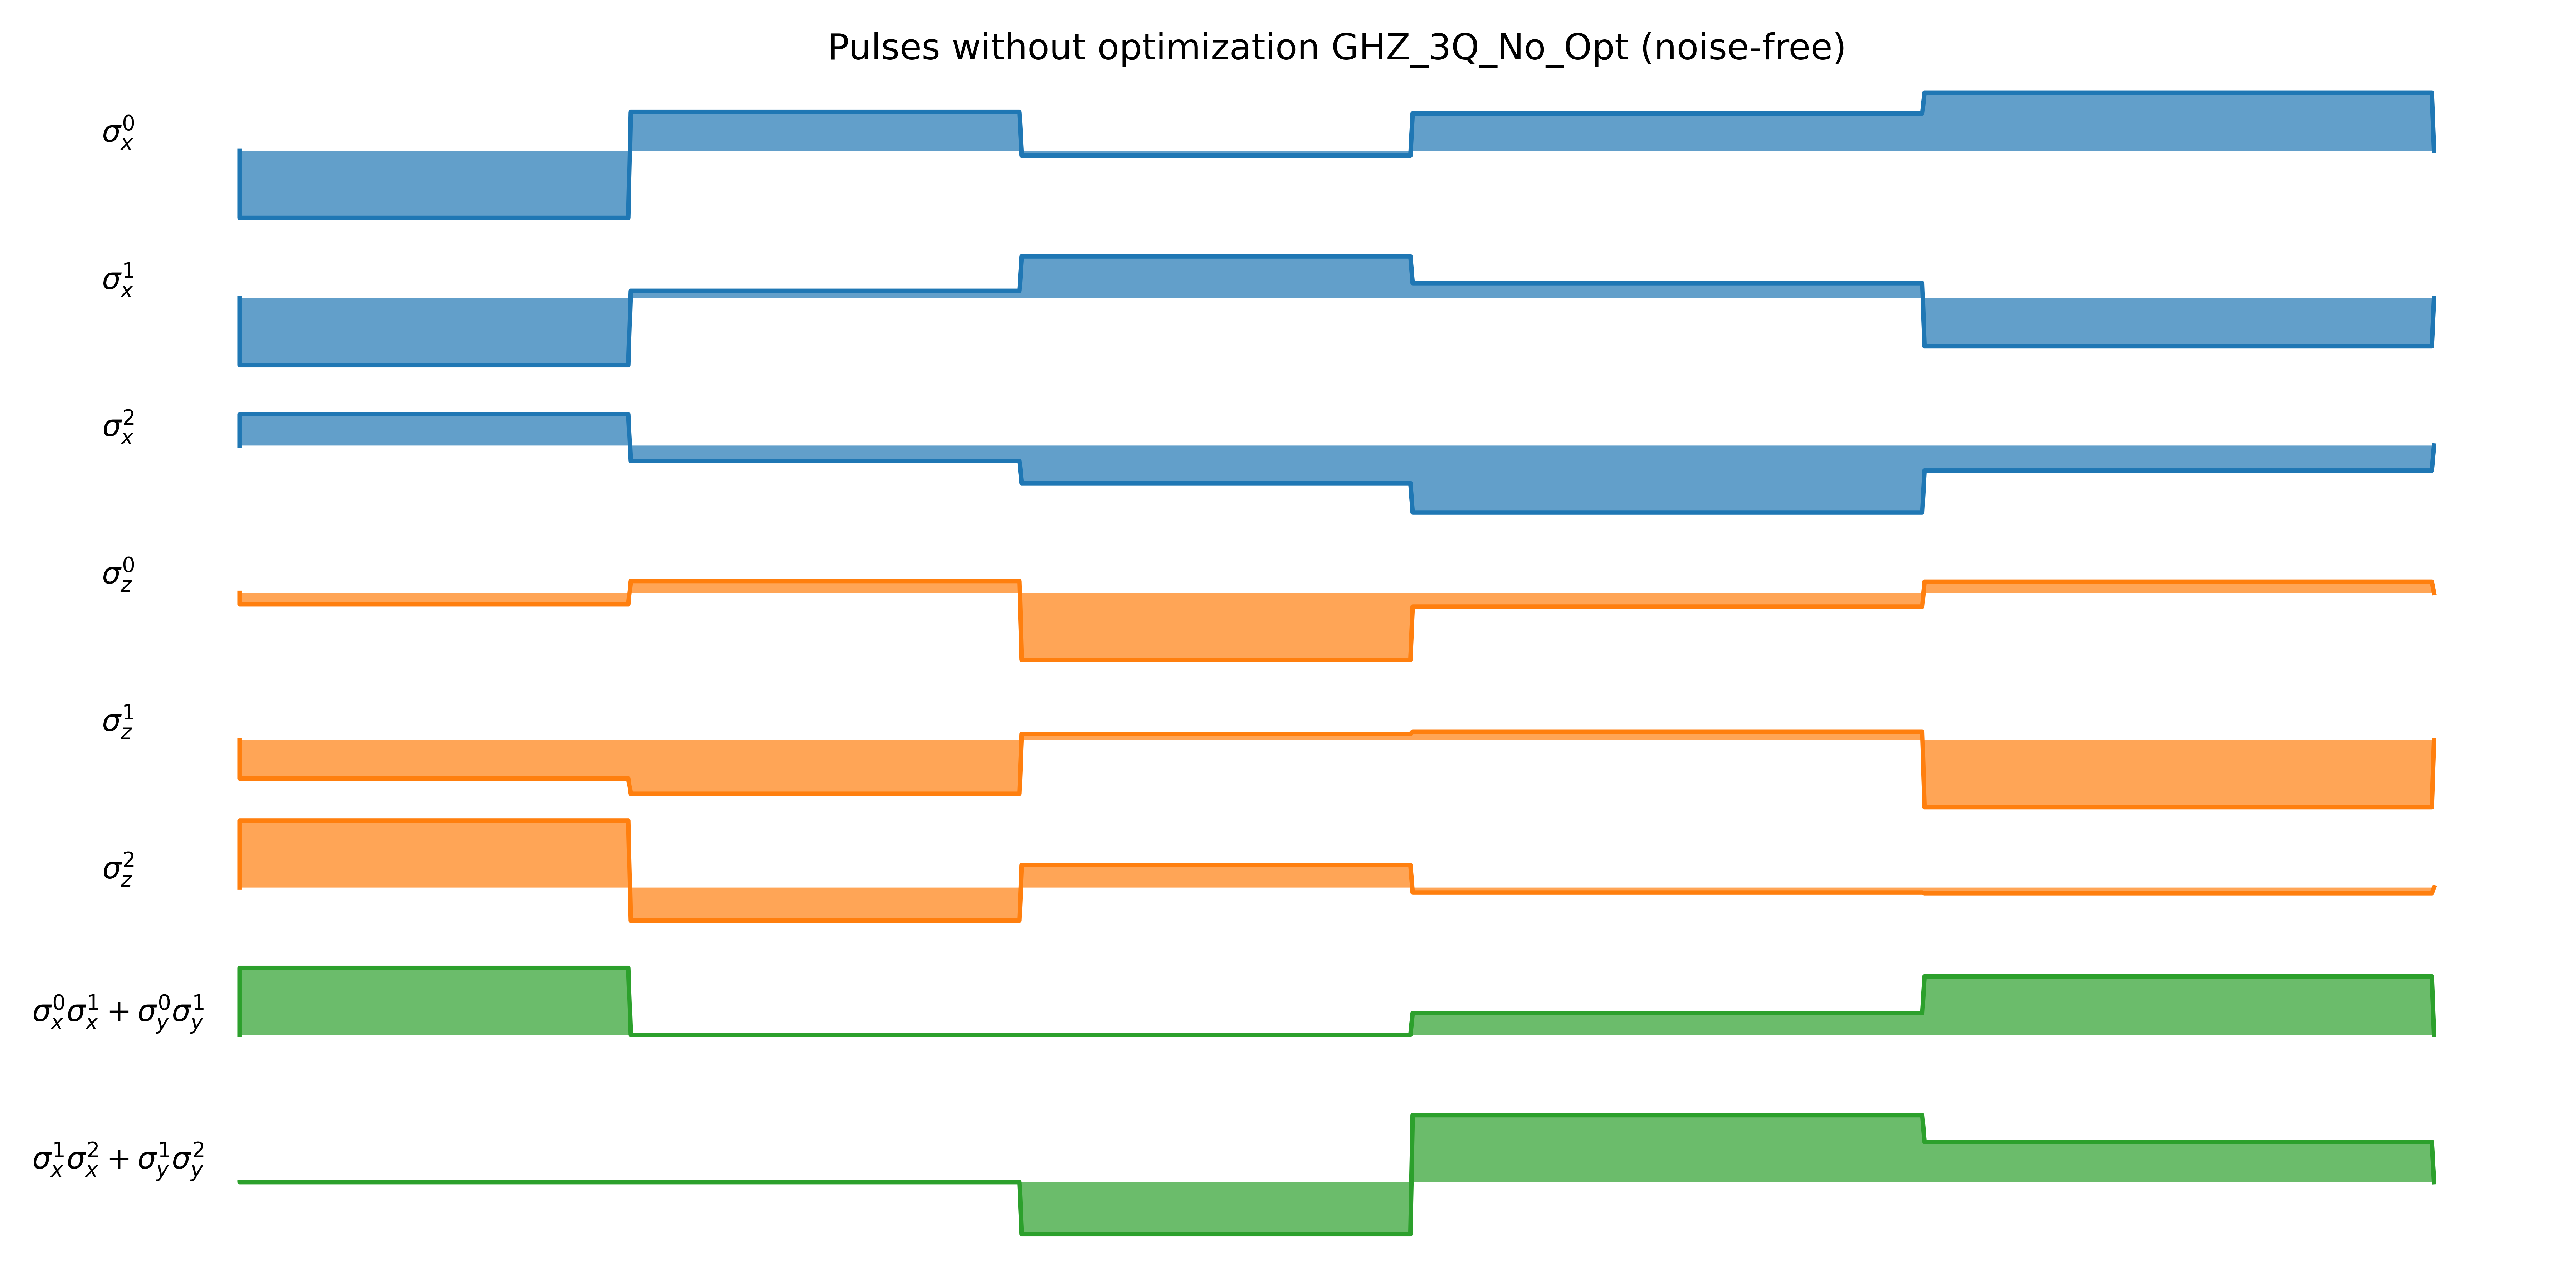 Pulses without optimization GHZ_3Q_No_Opt (noise-free)
σ_x^0
σ_x^1
σ_x^2
σ_z^0
σ_z^1
σ_z^2
σ_x^0σ_x^1 + σ_y^0σ_y^1
σ_x^1σ_x^2 + σ_y^1σ_y^2